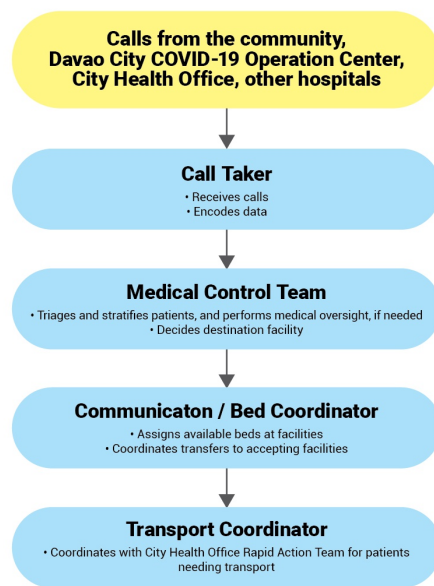 Calls from the community,
Davao City COVID-19 Operation Center,
City Health Office, other hospitals
Call Taker
• Receives calls
• Encodes data
Medical Control Team
• Triages and stratifies patients, and performs medical oversight, if needed
• Decides destination facility
Communicaton / Bed Coordinator
• Assigns available beds at facilities
• Coordinates transfers to accepting facilities
Transport Coordinator
• Coordinates with City Health Office Rapid Action Team for patients
needing transport